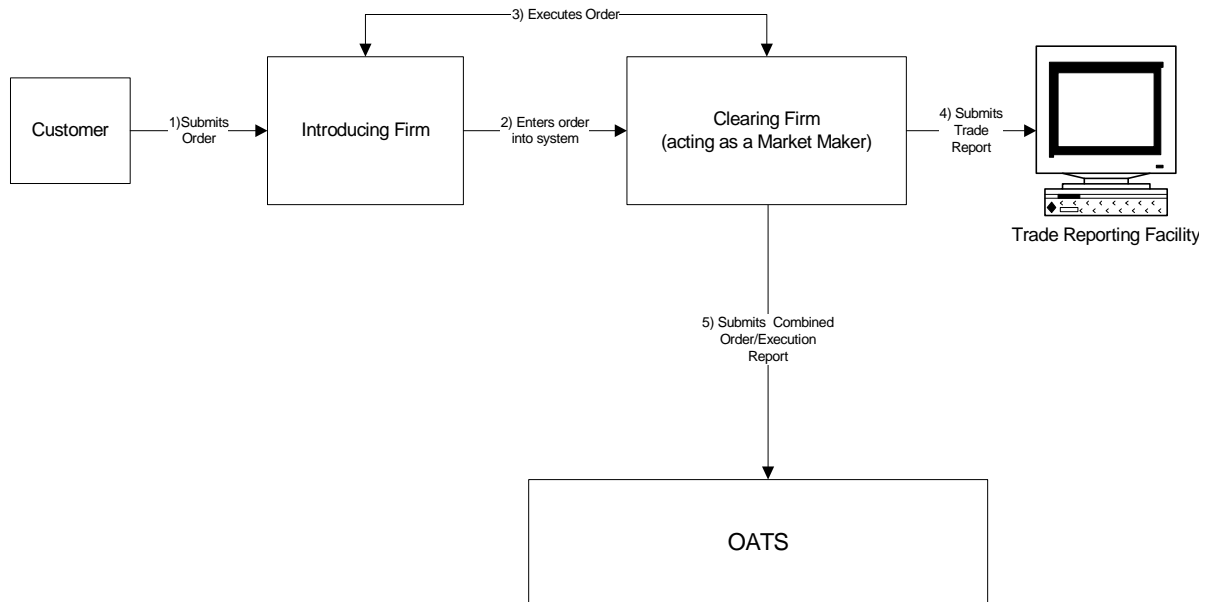 3) Executes Order
Customer
1)Submits
Order
Introducing Firm
2) Enters order
into system
Clearing Firm
(acting as a Market Maker)
4) Submits
Trade
Report
Trade Reporting Facility
5) Submits Combined
Order/Execution
Report
OATS